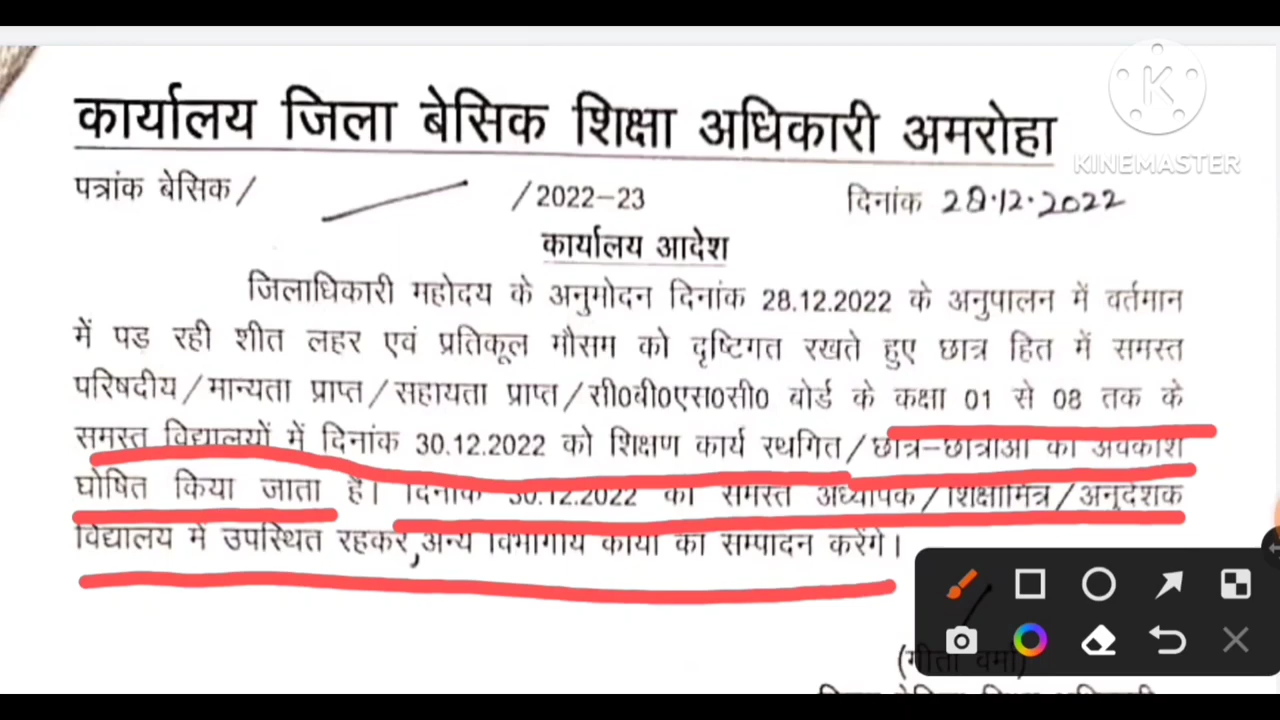 कार्यालय जिला बेसिक शिक्षा अधिकारी अमरोहा
KINEMASTER
पत्रांक बेसिक/ /2022-23 दिनांक 28.12.2022
कार्यालय आदेश
जिलाधिकारी महोदय के अनुमोदन दिनांक 28.12.2022 के अनुपालन में वर्तमान
में पड रही शीत लहर एवं प्रतिकूल मौसम को दृष्टिगत रखते हुए छात्र हित में समस्त
परिषदीय/मान्यता प्राप्त/सहायता प्राप्त/सी0बी0एस0सी0 बोर्ड के कक्षा 01 से 08 तक के
समस्त विद्यालयों में दिनांक 30.12.2022 को शिक्षण कार्य स्थगित/छात्र-छात्राओं का अवकाश
घोषित किया जाता है। दिनांक 30.12.2022 को समस्त अध्यापक/शिक्षामित्र/अनुदेशक
विद्यालय में उपस्थित रहकर, अन्य विभागीय कार्यों का सम्पादन करेंगे।
(गीता वर्मा)